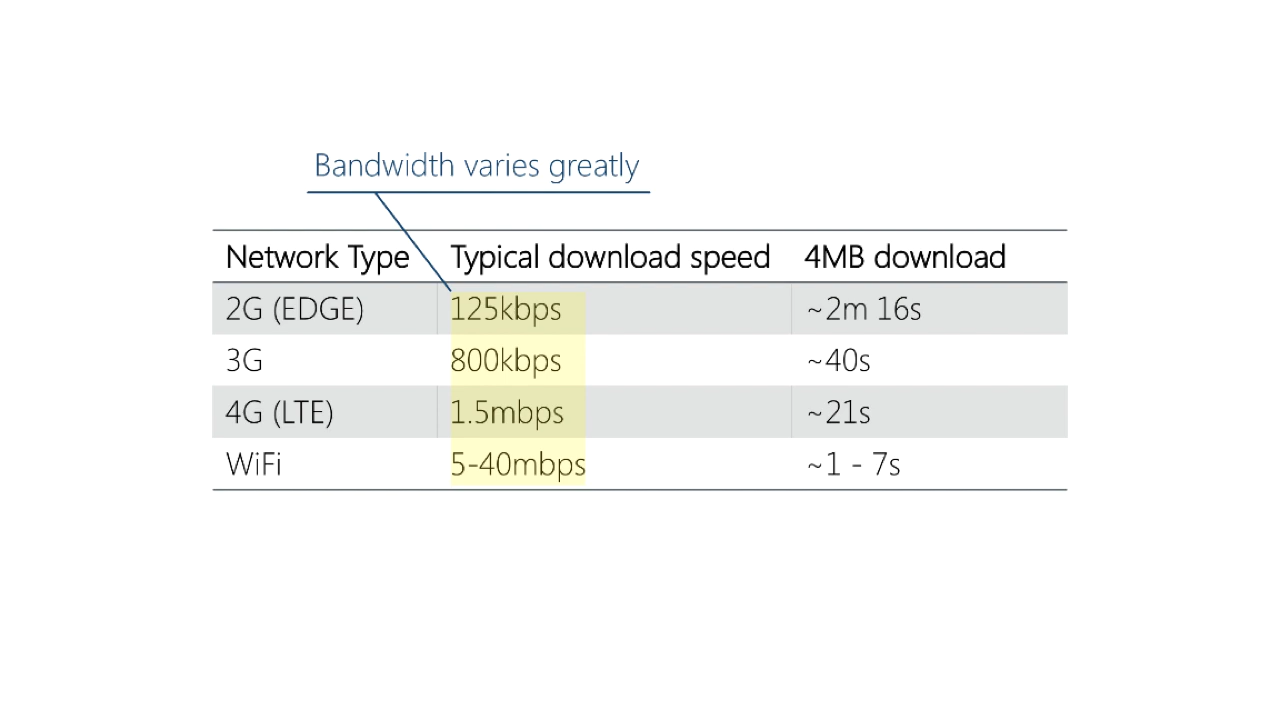 Bandwidth varies greatly
Network Type Typical download speed 4MB download
2G (EDGE) 125kbps ~2m 16s
3G 800kbps ~40s
4G (LTE) 1.5mbps ~21s
WiFi 5-40mbps ~1 - 7s